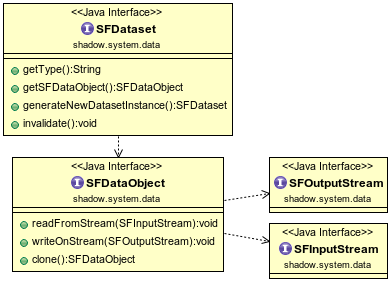 <<Java Interface>>
SFDataset
shadow.system.data
getType():String
getSFDataObject():SFDataObject
generateNewDatasetInstance():SFDataset
invalidate():void
<<Java Interface>>
SFDataObject
shadow.system.data
readFromStream(SFInputStream):void
writeOnStream(SFOutputStream):void
clone():SFDataObject
<<Java Interface>>
SFOutputStream
shadow.system.data
<<Java Interface>>
SFInputStream
shadow.system.data